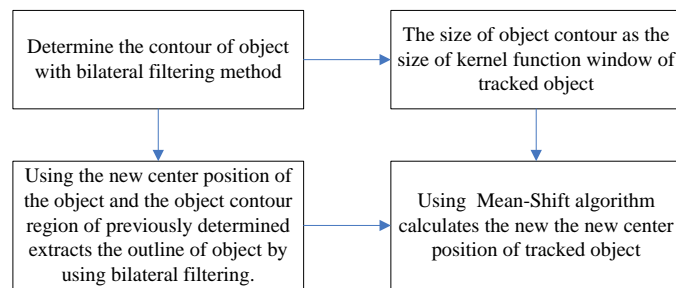 Determine the contour of object
with bilateral filtering method
The size of object contour as the
size of kernel function window of
tracked object
Using the new center position of
the object and the object contour
region of previously determined
extracts the outline of object by
using bilateral filtering.
Using Mean-Shift algorithm
calculates the new the new center
position of tracked object